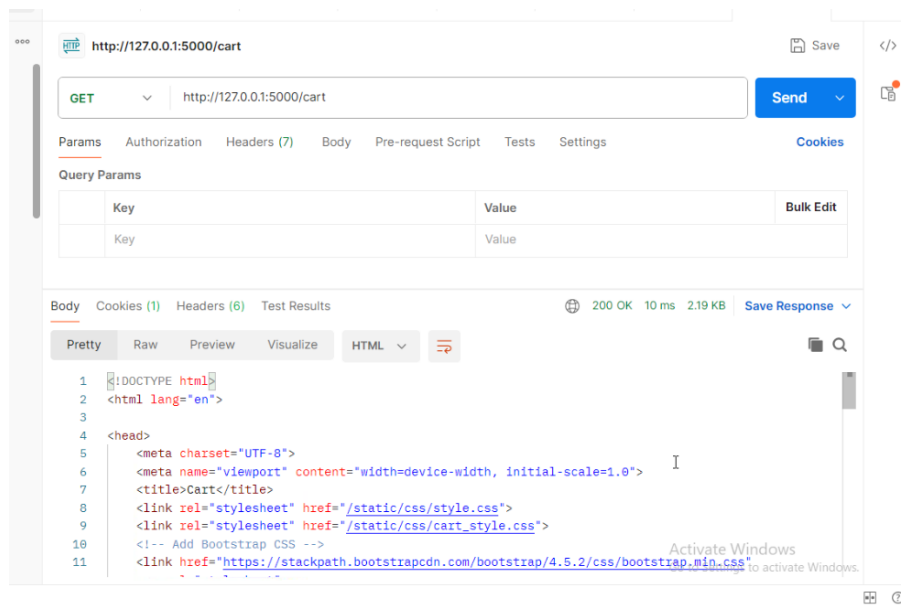 HTTP http://127.0.0.1:5000/cart Save </>
GET http://127.0.0.1:5000/cart Send
Params Authorization Headers (7) Body Pre-request Script Tests Settings Cookies
Query Params
Key Value Bulk Edit
Key Value
Body Cookies (1) Headers (6) Test Results 200 OK 10 ms 2.19 KB Save Response
Pretty Raw Preview Visualize HTML
1 <!DOCTYPE html>
2 <html lang="en">
3
4 <head>
5 <meta charset="UTF-8">
6 <meta name="viewport" content="width=device-width, initial-scale=1.0">
7 <title>Cart</title>
8 <link rel="stylesheet" href="/static/css/style.css">
9 <link rel="stylesheet" href="/static/css/cart_style.css">
10 <!-- Add Bootstrap CSS -->
Activate Windows
11 <link href="https://stackpath.bootstrapcdn.com/bootstrap/4.5.2/css/bootstrap.min.css"
to activate Windows.